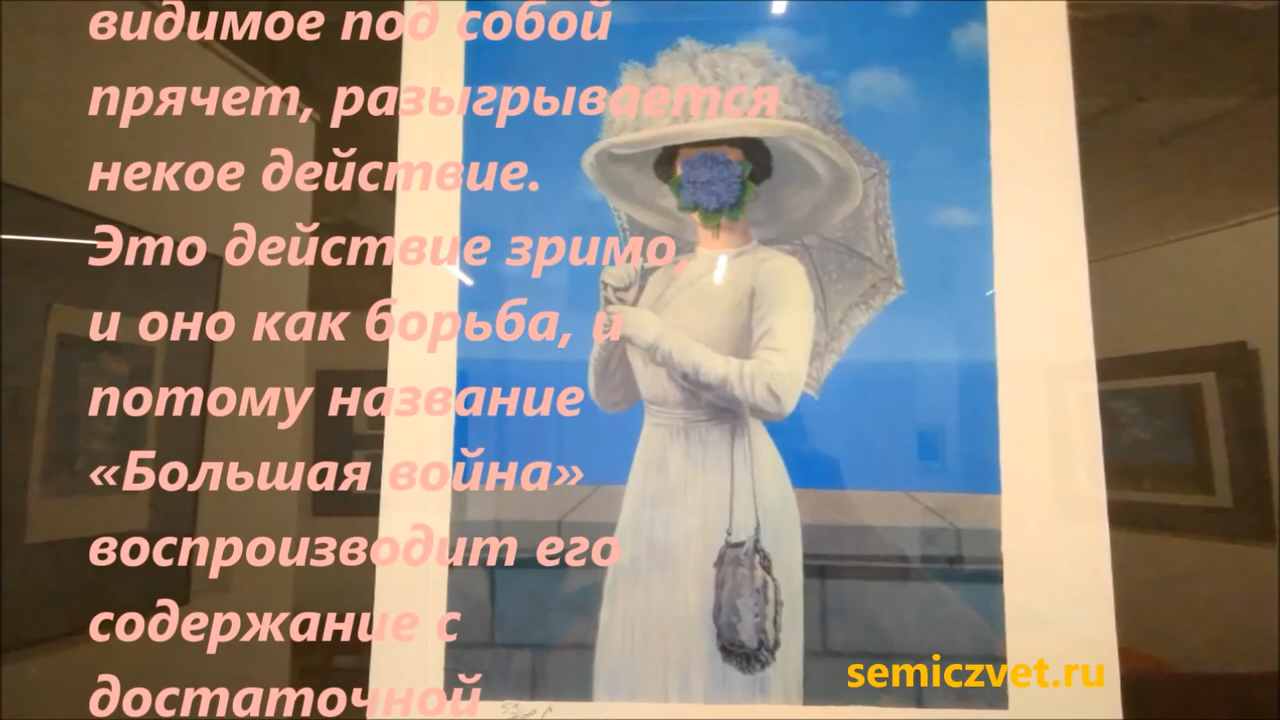 видимое под собой
прячет, разыгрывается
некое действие.
Это действие зримо,
и оно как борьба, и
потому название
«Большая война»
воспроизводит его
содержание с
достаточной
semiczvet.ru